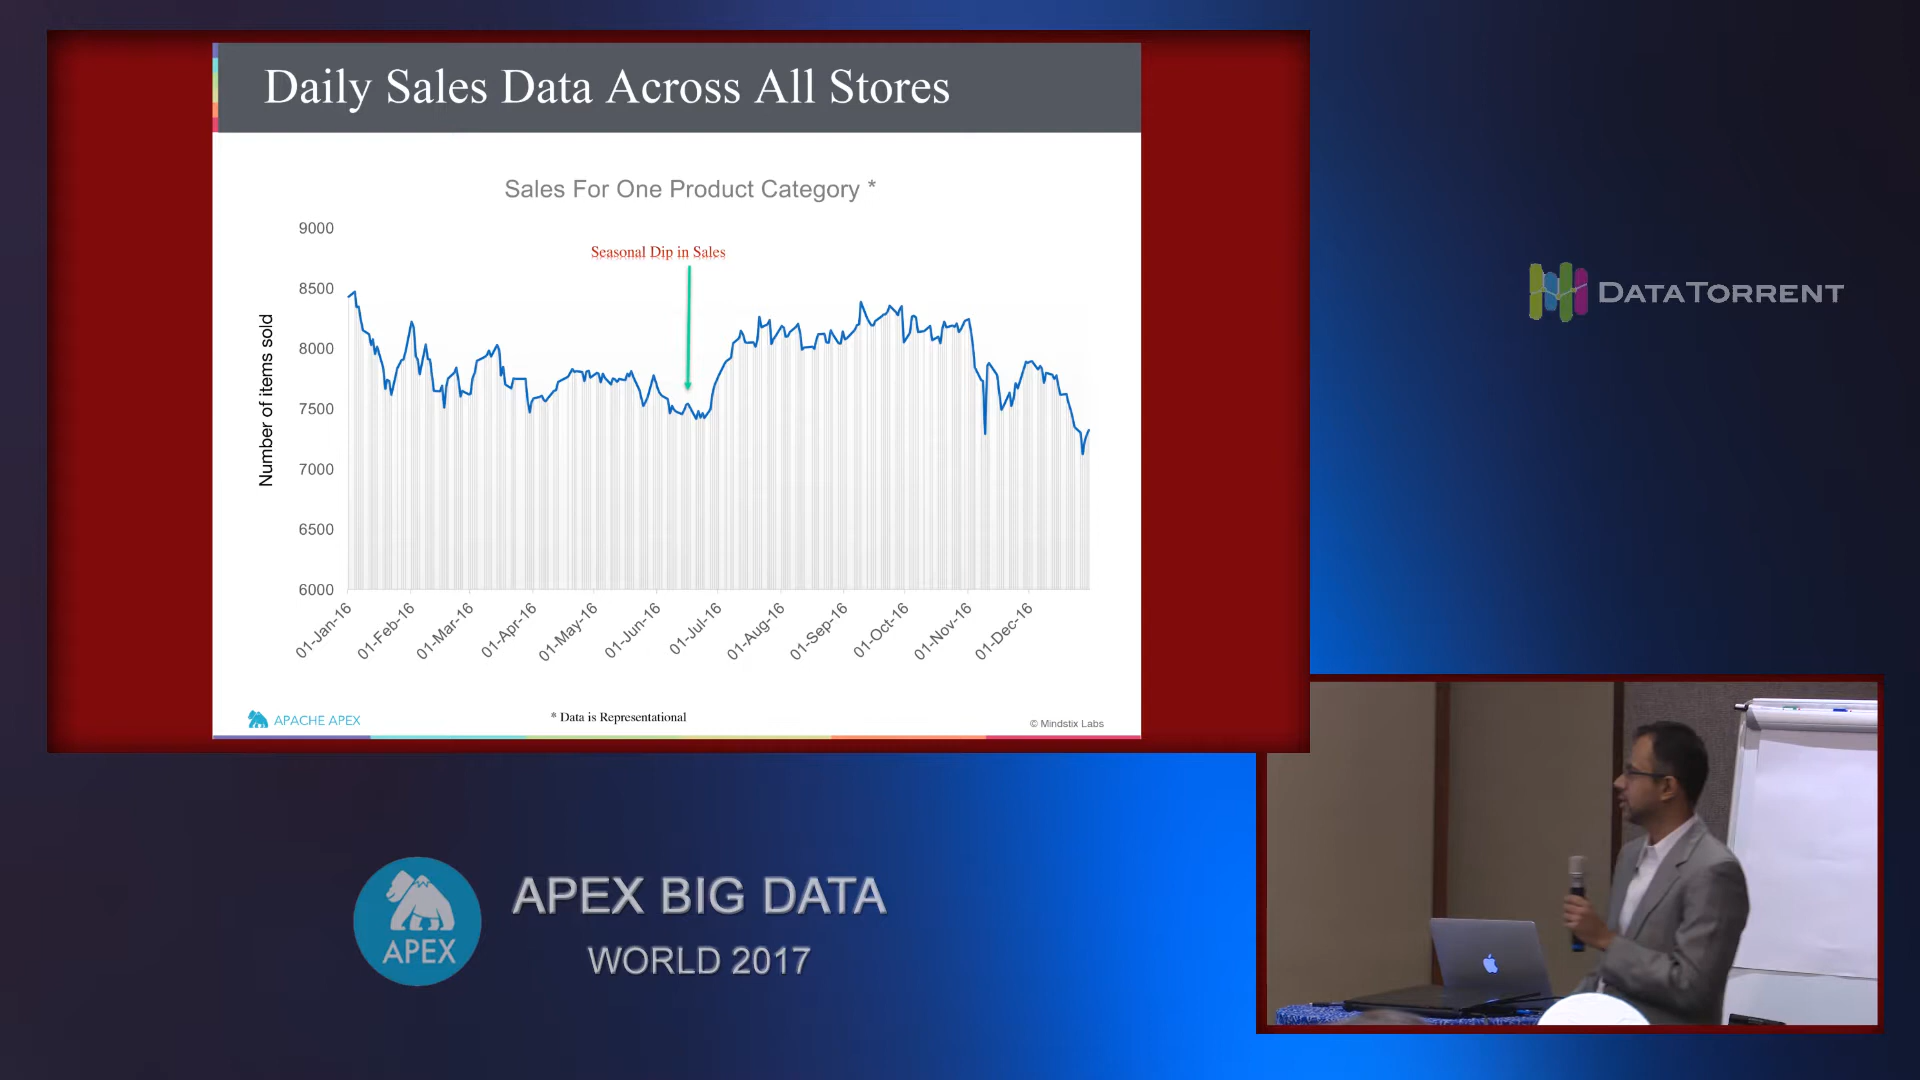 Daily Sales Data Across All Stores
Sales For One Product Category *
Seasonal Dip in Sales
Number of items sold
9000
8500
8000
7500
7000
6500
6000
01-Jan-16
01-Feb-16
01-Mar-16
01-Apr-16
01-May-16
01-Jun-16
01-Jul-16
01-Aug-16
01-Sep-16
01-Oct-16
01-Nov-16
01-Dec-16
APACHE APEX
* Data is Representational
© Mindstix Labs
DATATORRENT
APEX
APEX BIG DATA
WORLD 2017